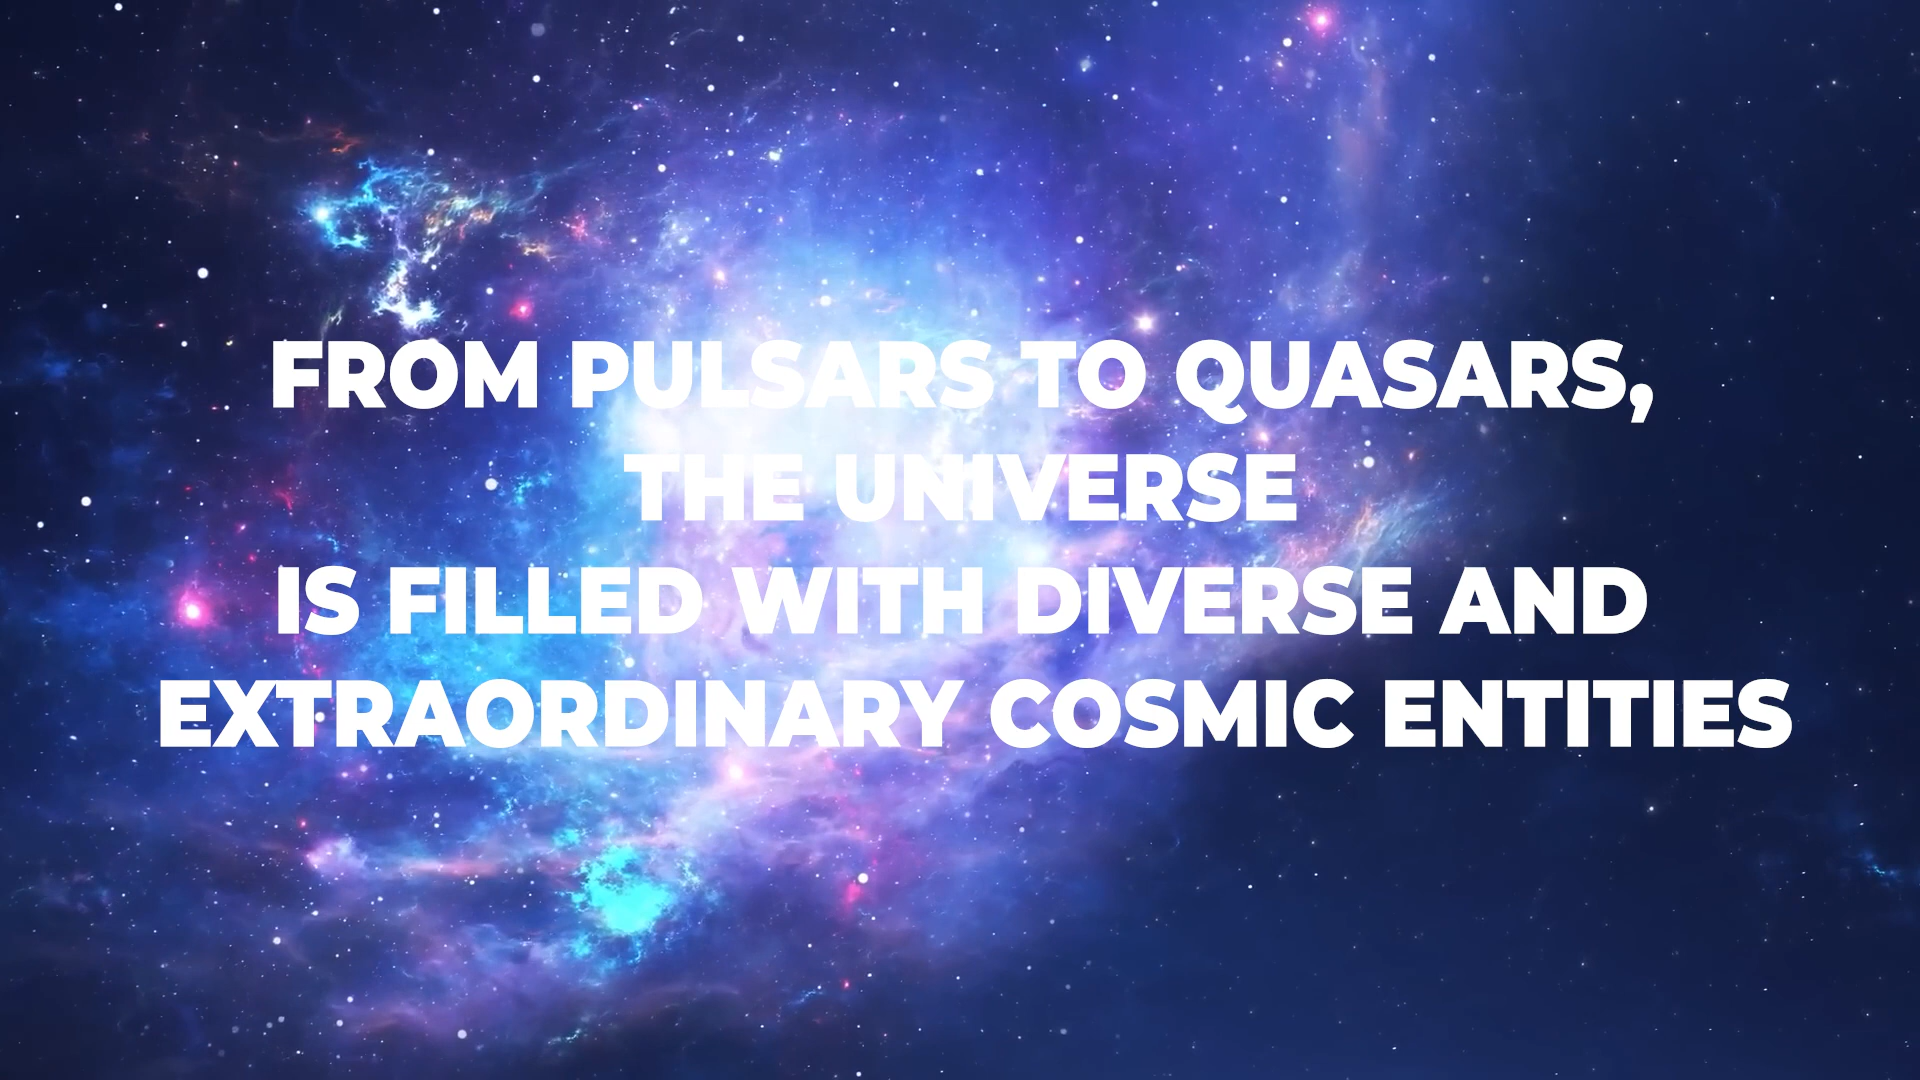 FROM PULSARS TO QUASARS,
THE UNIVERSE
IS FILLED WITH DIVERSE AND
EXTRAORDINARY COSMIC ENTITIES